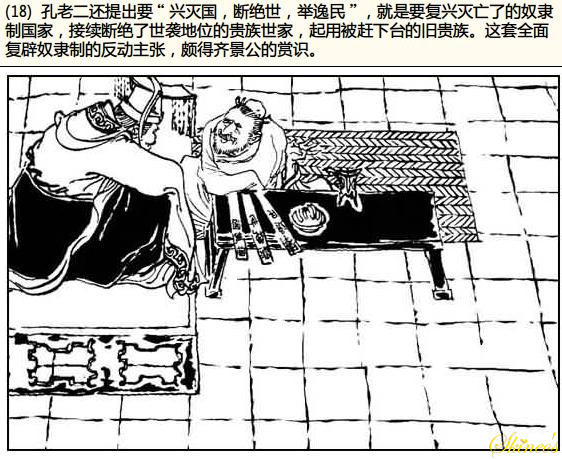 (18) 孔老二还提出要“兴灭国，断绝世，举逸民”，就是要复兴灭亡了的奴隶
制国家，接续断绝了世袭地位的贵族世家，起用被赶下台的旧贵族。这套全面
复辟奴隶制的反动主张，颇得齐景公的赏识。